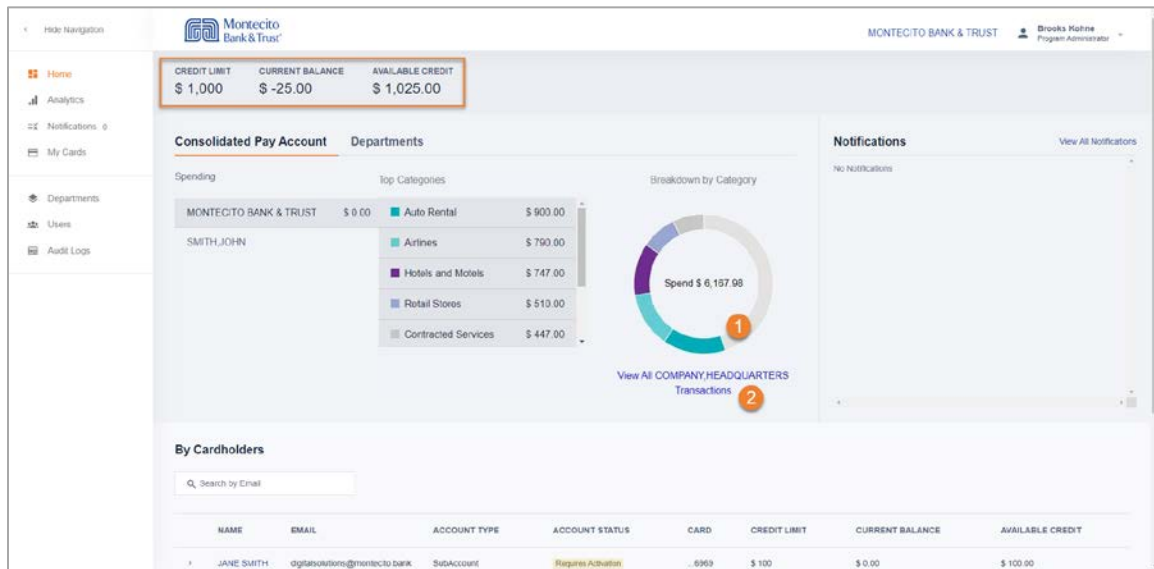 Hide Navigation
Montecito
Bank & Trust
MONTECITO BANK & TRUST
Brooks Kohne
Program Administrator
Home
Analytics
Notifications 0
My Cards
Departments
Users
Audit Logs
CREDIT LIMIT CURRENT BALANCE AVAILABLE CREDIT
$ 1,000 $ -25.00 $ 1,025.00
Consolidated Pay Account Departments
Spending Top Categories Breakdown by Category
MONTECITO BANK & TRUST $ 0.00
SMITH,JOHN
Auto Rental $ 900.00
Airlines $ 790.00
Hotels and Motels $ 747.00
Retail Stores $ 510.00
Contracted Services $ 447.00
Spend $ 6,167.98
1
View All COMPANY,HEADQUARTERS
Transactions
2
Notifications View All Notifications
No Notifications
By Cardholders
Search by Email
NAME EMAIL ACCOUNT TYPE ACCOUNT STATUS CARD CREDIT LIMIT CURRENT BALANCE AVAILABLE CREDIT
JANE SMITH digitalsolutions@montecito.bank SubAccount Requires Activation ...6969 $ 100 $ 0.00 $ 100.00